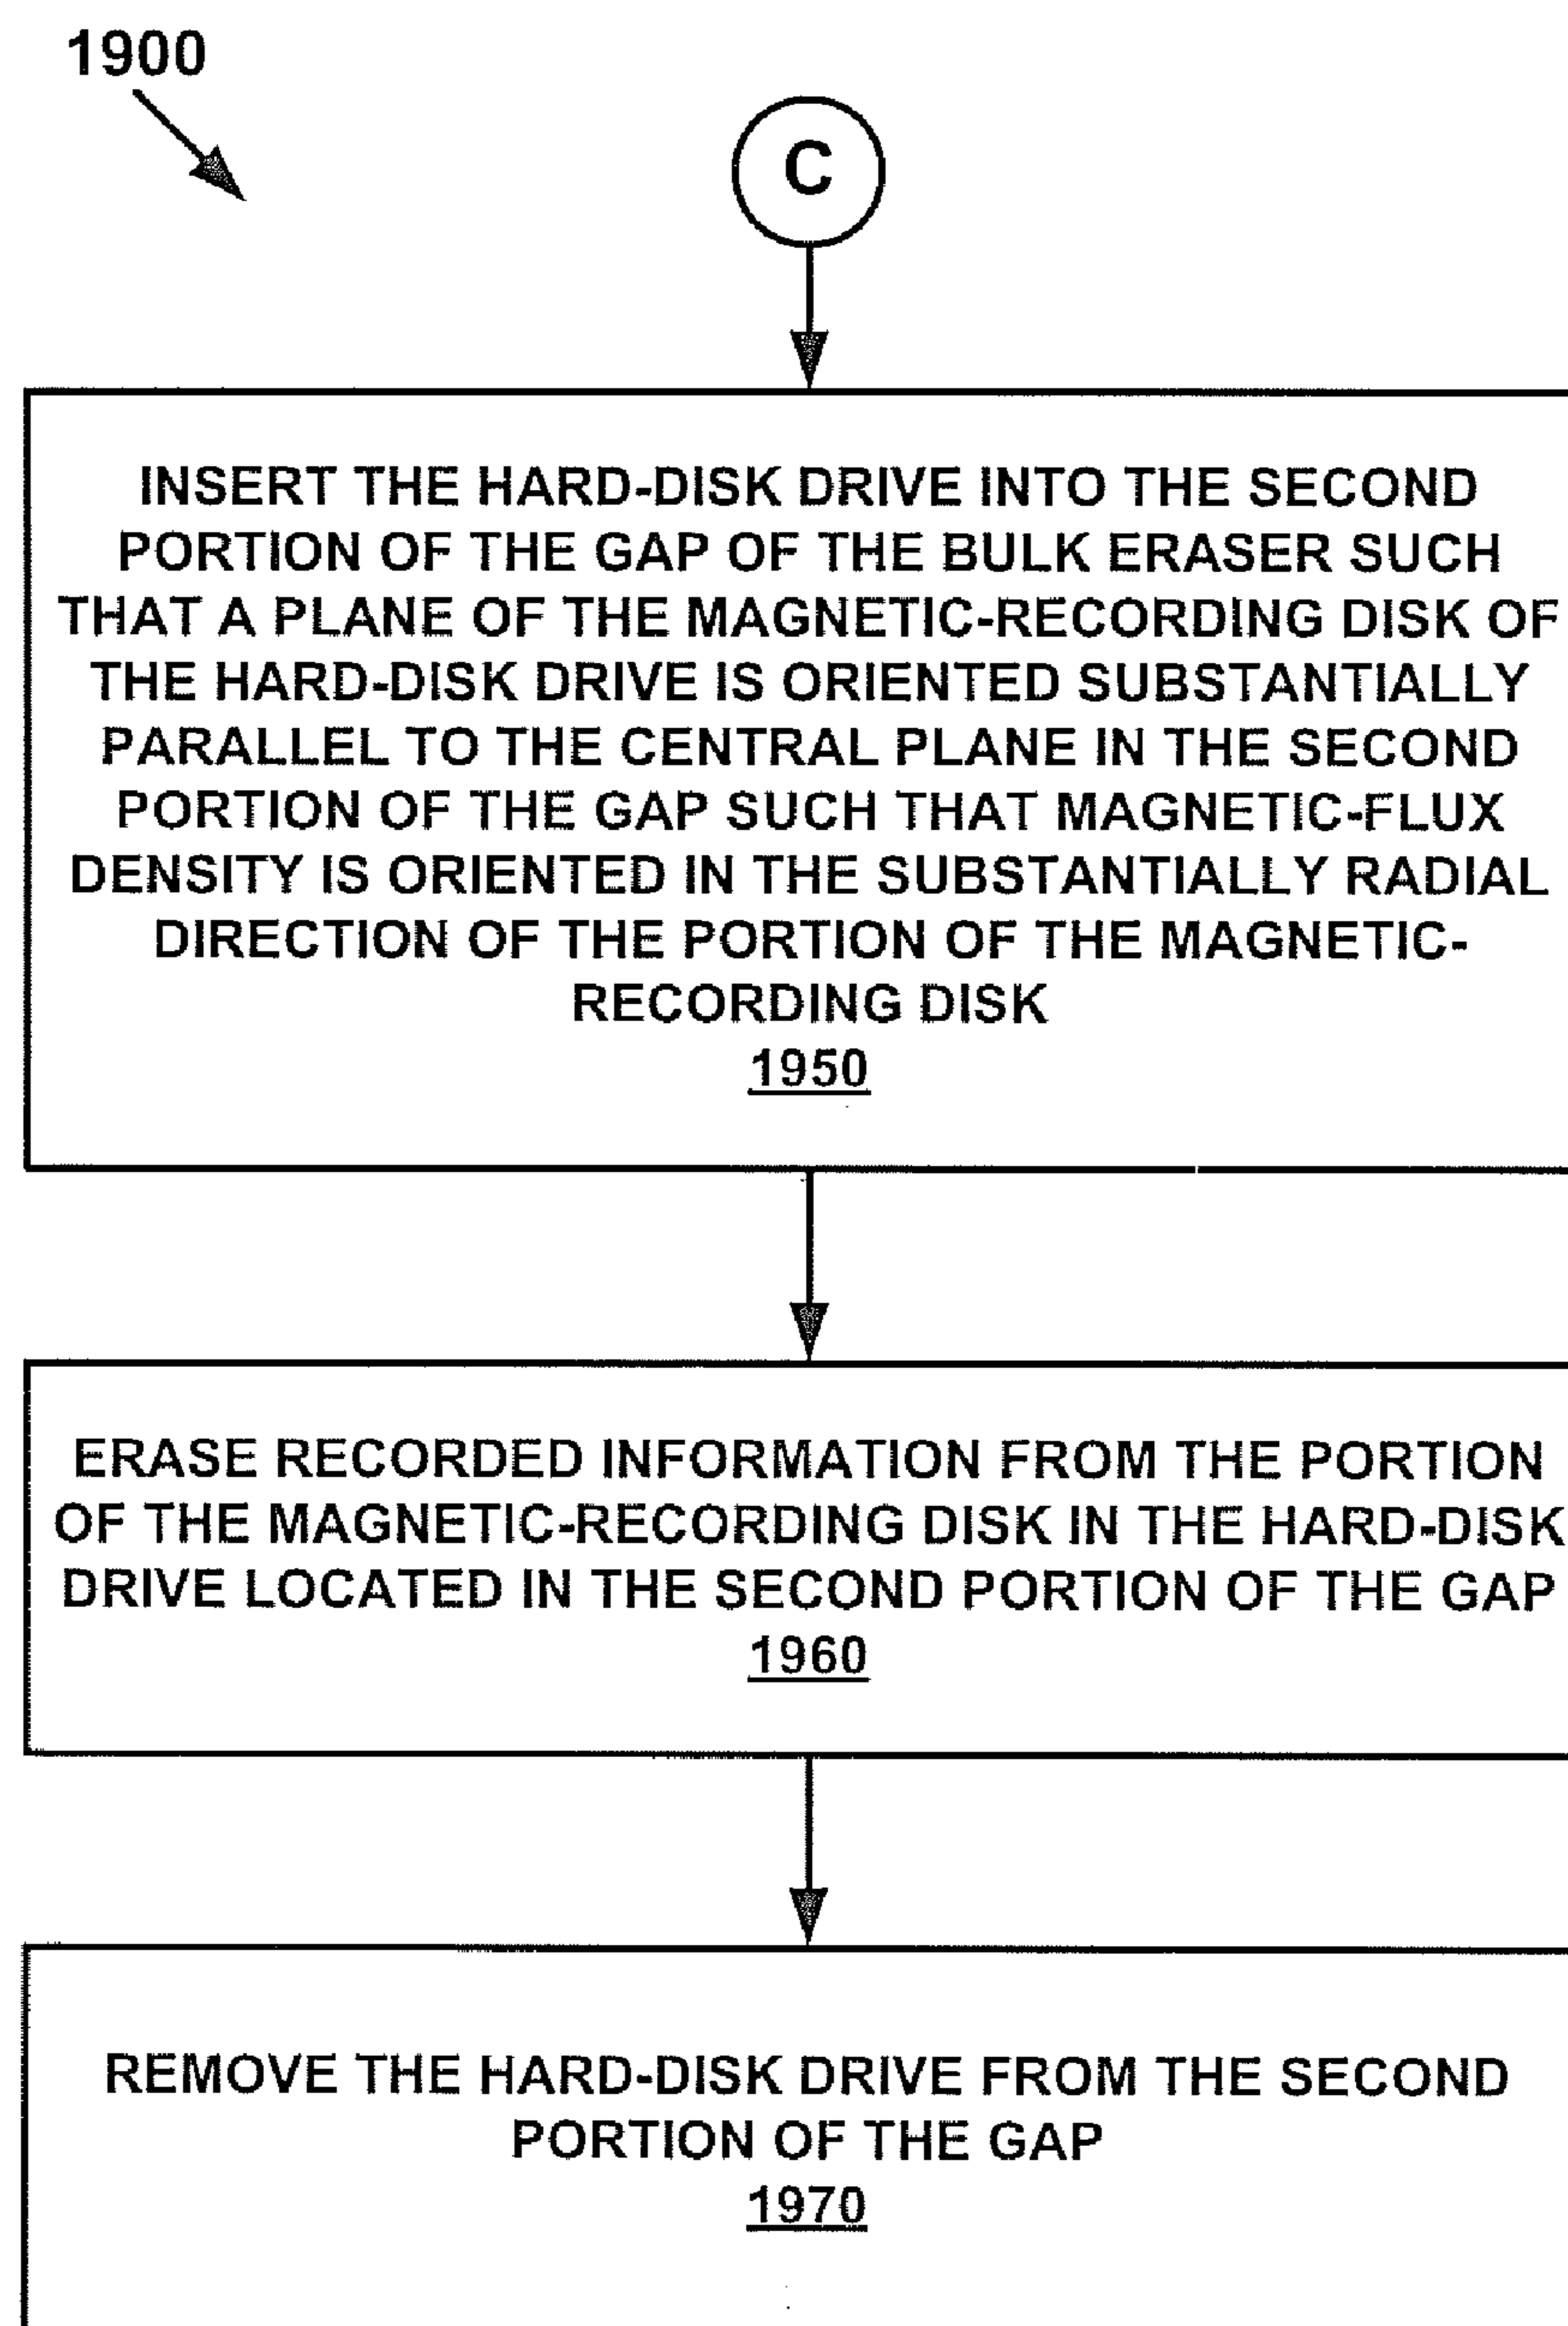 1900
C
INSERT THE HARD-DISK DRIVE INTO THE SECOND
PORTION OF THE GAP OF THE BULK ERASER SUCH
THAT A PLANE OF THE MAGNETIC-RECORDING DISK OF
THE HARD-DISK DRIVE IS ORIENTED SUBSTANTIALLY
PARALLEL TO THE CENTRAL PLANE IN THE SECOND
PORTION OF THE GAP SUCH THAT MAGNETIC-FLUX
DENSITY IS ORIENTED IN THE SUBSTANTIALLY RADIAL
DIRECTION OF THE PORTION OF THE MAGNETIC-
RECORDING DISK
1950
ERASE RECORDED INFORMATION FROM THE PORTION
OF THE MAGNETIC-RECORDING DISK IN THE HARD-DISK
DRIVE LOCATED IN THE SECOND PORTION OF THE GAP
1960
REMOVE THE HARD-DISK DRIVE FROM THE SECOND
PORTION OF THE GAP
1970